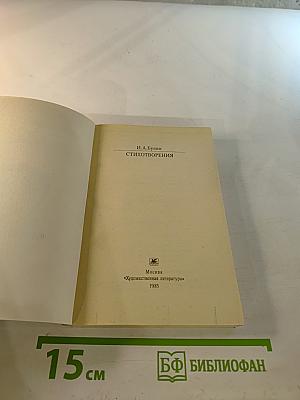 И. А. Бунин
СТИХОТВОРЕНИЯ
Москва
«Художественная литература»
1985
15 см
БФ БИБЛИОФАН